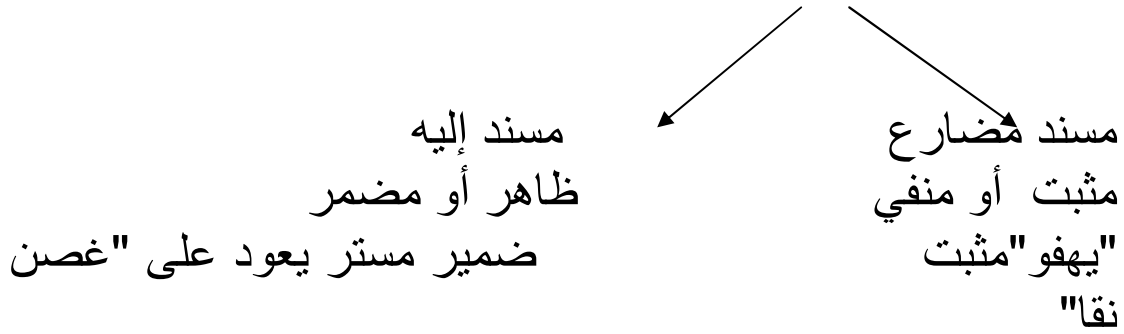 مسند مضارع مسند إليه
مثبت أو منفي ظاهر أو مضمر
"يهفو"مثبت ضمير مستر يعود على "غصن
نقا"